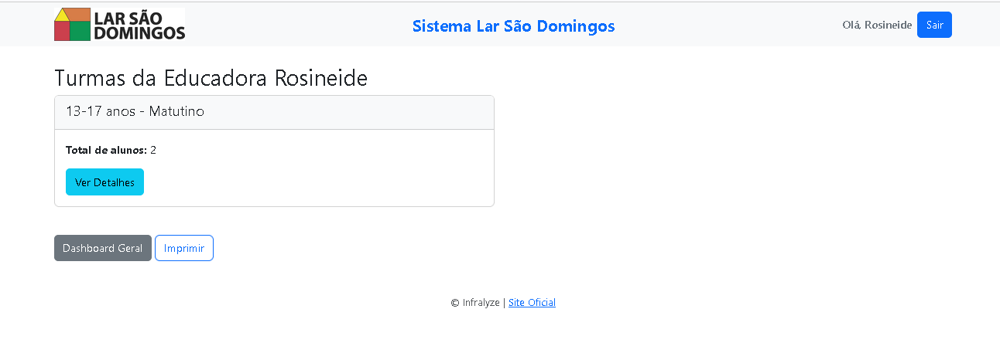 LAR SÃO
DOMINGOS
Sistema Lar São Domingos
Olá, Rosineide
Sair
Turmas da Educadora Rosineide
13-17 anos - Matutino
Total de alunos: 2
Ver Detalhes
Dashboard Geral
Imprimir
© Infralyze | Site Oficial